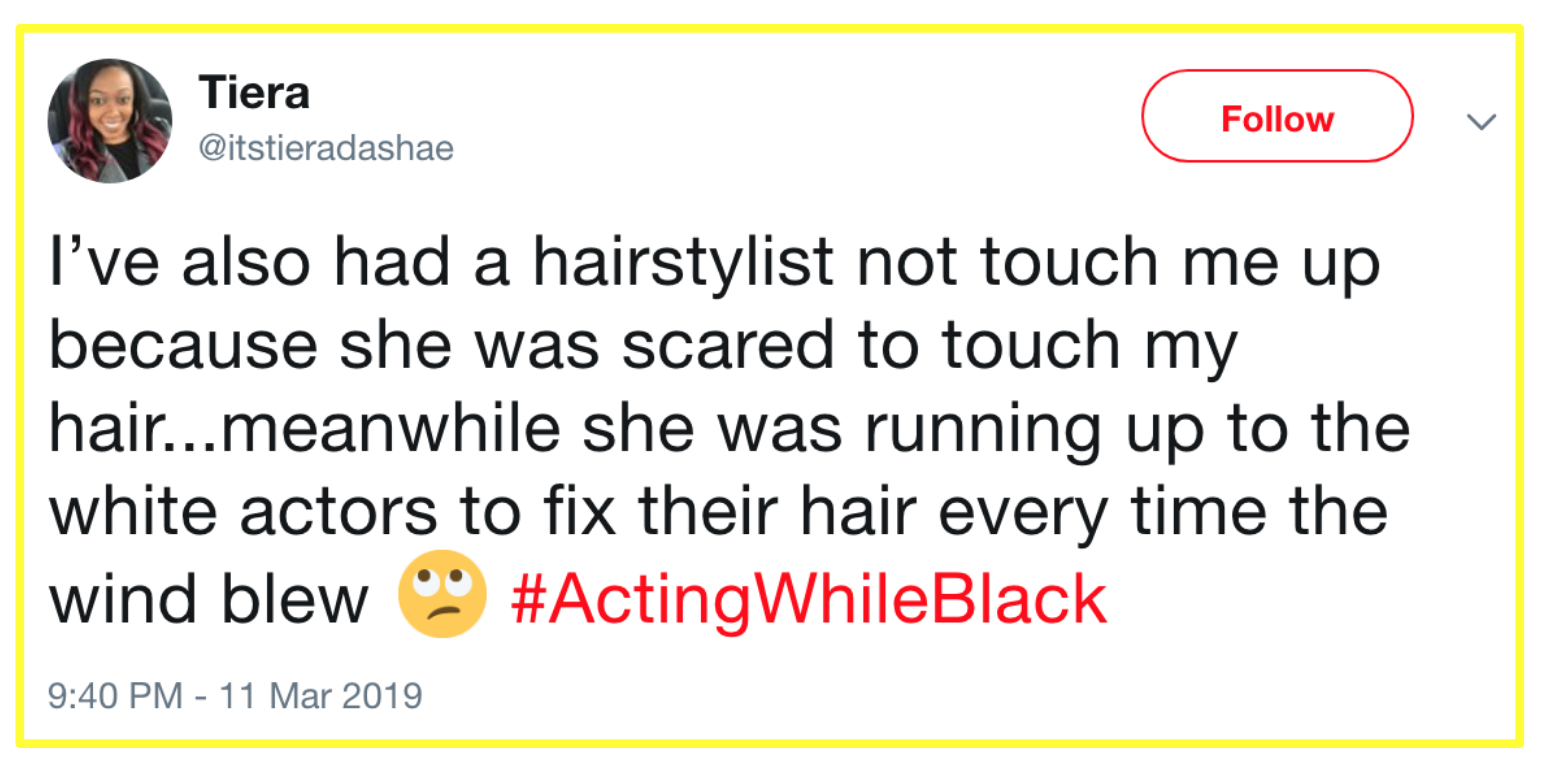 Tiera
@itstieradashae
Follow
I’ve also had a hairstylist not touch me up
because she was scared to touch my
hair...meanwhile she was running up to the
white actors to fix their hair every time the
wind blew 🙄 #ActingWhileBlack
9:40 PM - 11 Mar 2019